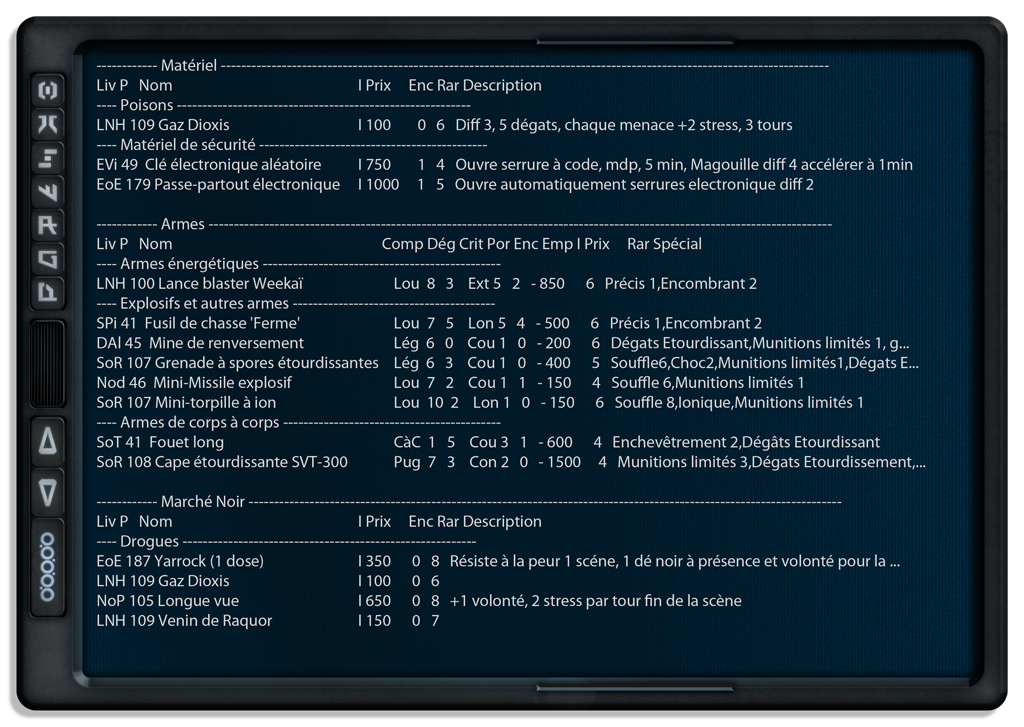 ------------ Matériel ------------------------------------------------------------------------------------------------------------------------
Liv P Nom I Prix Enc Rar Description
---- Poisons ----------------------------------------------------------
LNH 109 Gaz Dioxis I 100 0 6 Diff 3, 5 dégats, chaque menace +2 stress, 3 tours
---- Matériel de sécurité ---------------------------------------------
EVi 49 Clé électronique aléatoire I 750 1 4 Ouvre serrure à code, mdp, 5 min, Magouille diff 4 accélérer à 1min
EoE 179 Passe-partout électronique I 1000 1 5 Ouvre automatiquement serrures electronique diff 2
------------ Armes ---------------------------------------------------------------------------------------------------------------------------
Liv P Nom Comp Dég Crit Por Enc Emp I Prix Rar Spécial
---- Armes énergétiques -----------------------------------------------
LNH 100 Lance blaster Weekaï Lou 8 3 Ext 5 2 - 850 6 Précis 1,Encombrant 2
---- Explosifs et autres armes ----------------------------------------
SPi 41 Fusil de chasse 'Ferme' Lou 7 5 Lon 5 4 - 500 6 Précis 1,Encombrant 2
DAl 45 Mine de renversement Lég 6 0 Cou 1 0 - 200 6 Dégats Etourdissant,Munitions limités 1, g...
SoR 107 Grenade à spores étourdissantes Lég 6 3 Cou 1 0 - 400 5 Souffle6,Choc2,Munitions limités1,Dégats E...
Nod 46 Mini-Missile explosif Lou 7 2 Cou 1 1 - 150 4 Souffle 6,Munitions limités 1
SoR 107 Mini-torpille à ion Lou 10 2 Lon 1 0 - 150 6 Souffle 8,Ionique,Munitions limités 1
---- Armes de corps à corps -------------------------------------------
SoT 41 Fouet long CàC 1 5 Cou 3 1 - 600 4 Enchevêtrement 2,Dégâts Etourdissant
SoR 108 Cape étourdissante SVT-300 Pug 7 3 Con 2 0 - 1500 4 Munitions limités 3,Dégats Etourdissement,...
------------ Marché Noir ---------------------------------------------------------------------------------------------------------------------
Liv P Nom I Prix Enc Rar Description
---- Drogues ----------------------------------------------------------
EoE 187 Yarrock (1 dose) I 350 0 8 Résiste à la peur 1 scéne, 1 dé noir à présence et volonté pour la ...
LNH 109 Gaz Dioxis I 100 0 6
NoP 105 Longue vue I 650 0 8 +1 volonté, 2 stress par tour fin de la scène
LNH 109 Venin de Raquor I 150 0 7